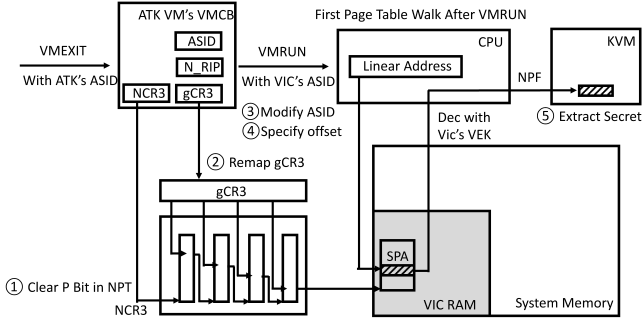 ATK VM's VMCB
First Page Table Walk After VMRUN
VMEXIT
With ATK's ASID
ASID
N_RIP
NCR3
gCR3
VMRUN
With VIC's ASID
③ Modify ASID
④ Specify offset
CPU
Linear Address
NPF
KVM
⑤ Extract Secret
Dec with
Vic's VEK
② Remap gCR3
gCR3
① Clear P Bit in NPT
NCR3
SPA
VIC RAM
System Memory